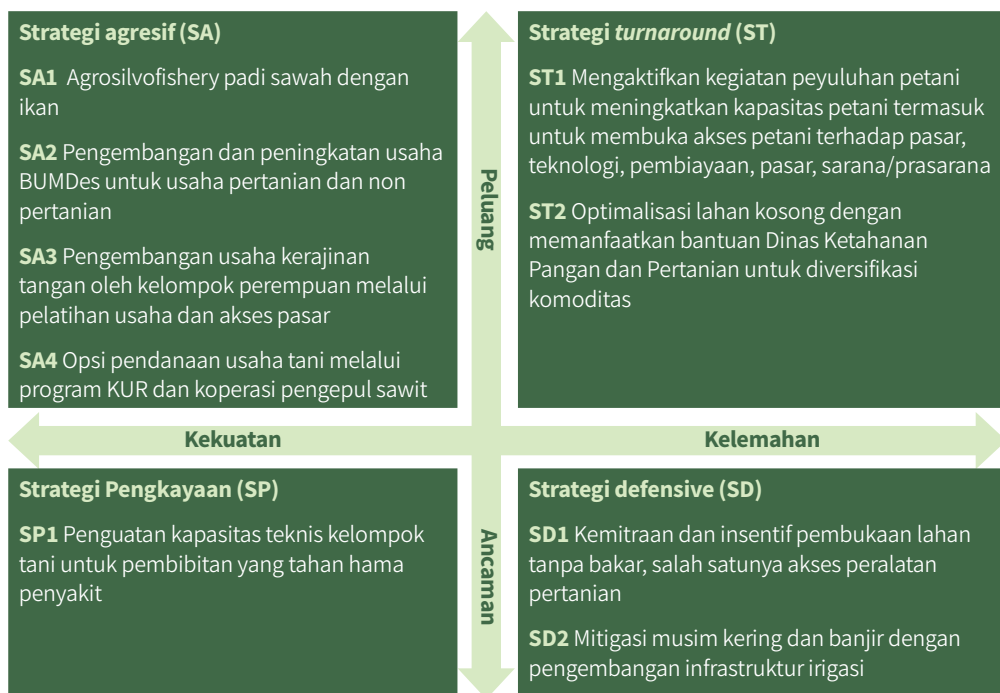 Strategi agresif (SA)
SA1 Agrosilvofishery padi sawah dengan
ikan
SA2 Pengembangan dan peningkatan usaha
BUMDes untuk usaha pertanian dan non
pertanian
SA3 Pengembangan usaha kerajinan
tangan oleh kelompok perempuan melalui
pelatihan usaha dan akses pasar
SA4 Opsi pendanaan usaha tani melalui
program KUR dan koperasi pengepul sawit
Peluang
Strategi turnaround (ST)
ST1 Mengaktifkan kegiatan peyuluhan petani
untuk meningkatkan kapasitas petani termasuk
untuk membuka akses petani terhadap pasar,
teknologi, pembiayaan, pasar, sarana/prasarana
ST2 Optimalisasi lahan kosong dengan
memanfaatkan bantuan Dinas Ketahanan
Pangan dan Pertanian untuk diversifikasi
komoditas
Kekuatan
Kelemahan
Strategi Pengkayaan (SP)
SP1 Penguatan kapasitas teknis kelompok
tani untuk pembibitan yang tahan hama
penyakit
Ancaman
Strategi defensive (SD)
SD1 Kemitraan dan insentif pembukaan lahan
tanpa bakar, salah satunya akses peralatan
pertanian
SD2 Mitigasi musim kering dan banjir dengan
pengembangan infrastruktur irigasi